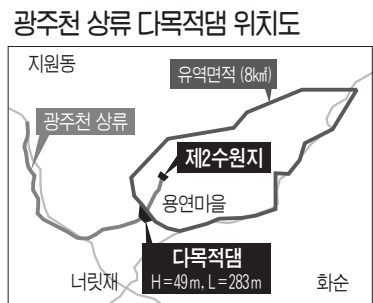 광주천 상류 다목적댐 위치도
지원동
유역면적 (8㎢)
광주천 상류
제2수원지
용연마을
다목적댐
H=49m, L=283m
너릿재
화순